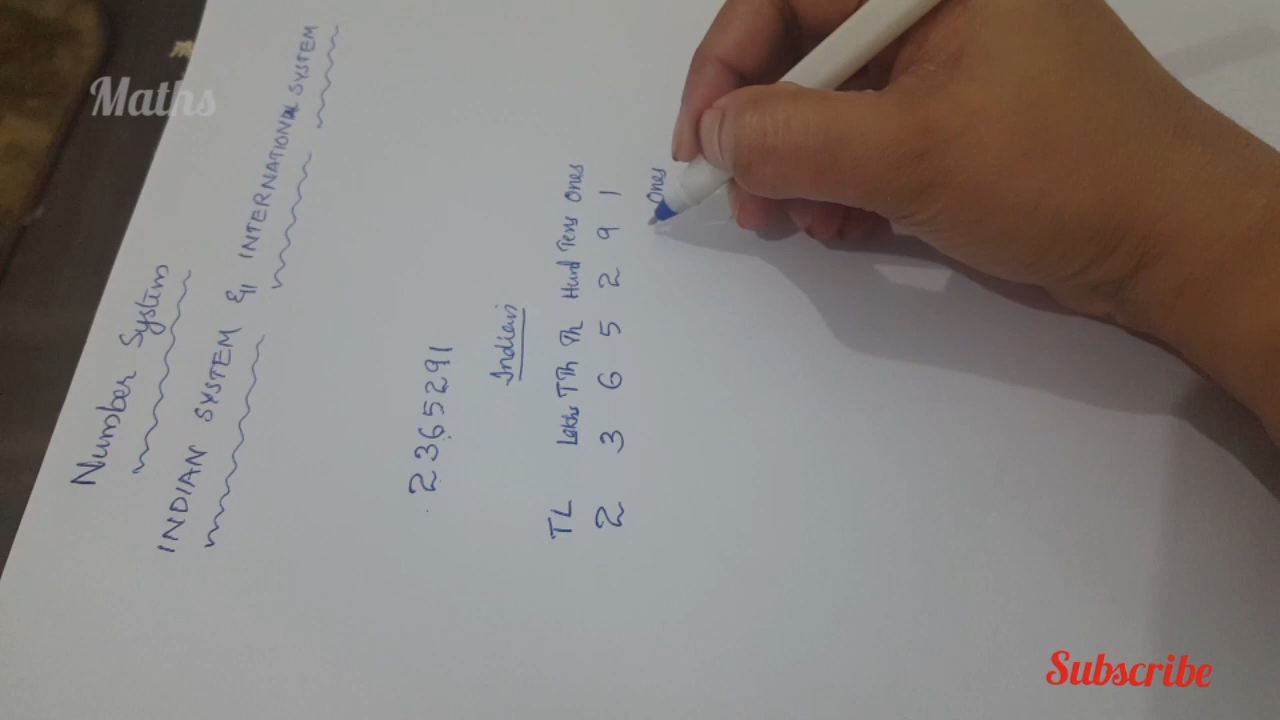 Maths
Number System
INDIAN SYSTEM & INTERNATIONAL SYSTEM
2365291
Indian
TL Lakhs TTh Th Hund Tens Ones
2 3 6 5 2 9 1
Ones
Subscribe